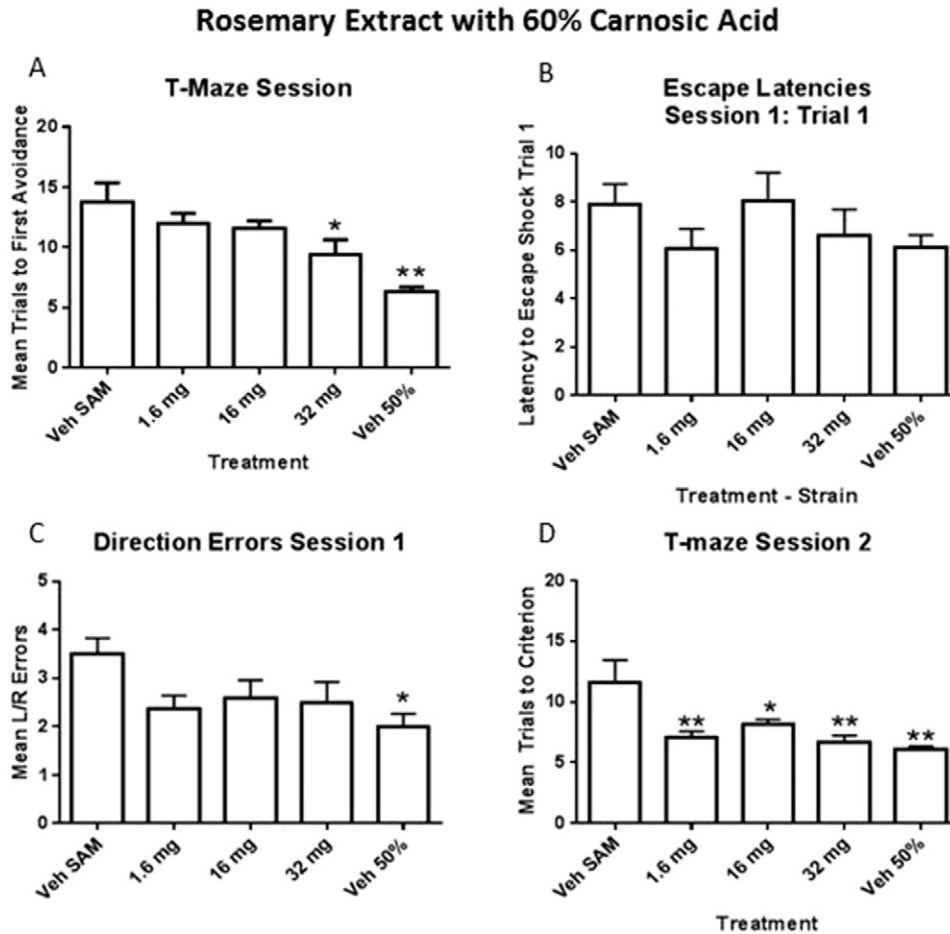 Rosemary Extract with 60% Carnosic Acid
A
T-Maze Session
Mean Trials to First Avoidance
20
15
10
5
0
*
**
Veh SAM
1.6 mg
16 mg
32 mg
Veh 50%
Treatment
B
Escape Latencies
Session 1: Trial 1
Latency to Escape Shock Trial 1
10
8
6
4
2
0
Veh SAM
1.6 mg
16 mg
32 mg
Veh 50%
Treatment - Strain
C
Direction Errors Session 1
Mean L/R Errors
5
4
3
2
1
0
*
Veh SAM
1.6 mg
16 mg
32 mg
Veh 50%
D
T-maze Session 2
Mean Trials to Criterion
20
15
10
5
0
**
*
**
**
Veh SAM
1.6 mg
16 mg
32 mg
Veh 50%
Treatment